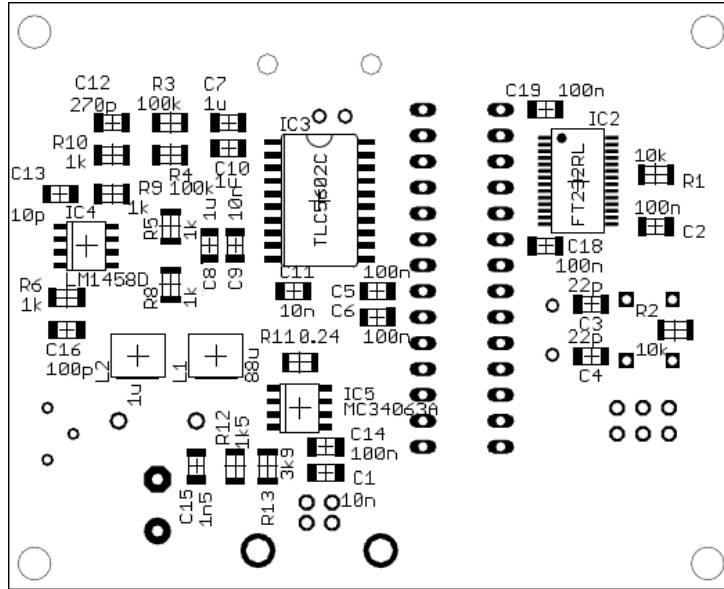 C12
270p
R3
100k
C7
1u
C19 100n
IC3
IC2
R10
1k
TLC5602C
FT232RL
10k
R1
C13
10p
R9
1k
R4
100k
C10
1u
IC4
LM1458D
R5
1k
1u
C8
10n
C9
100n
C2
C18
100n
R6
1k
R8
1k
C11
10n
100n
C5
C6
100n
22p
C3
22p
C4
R2
10k
C16
100p
L2
1u
L1
88u
R11 0.24
IC5
MC34063A
R12
1k5
C14
100n
C15
1n5
R13
3k9
C1
10n